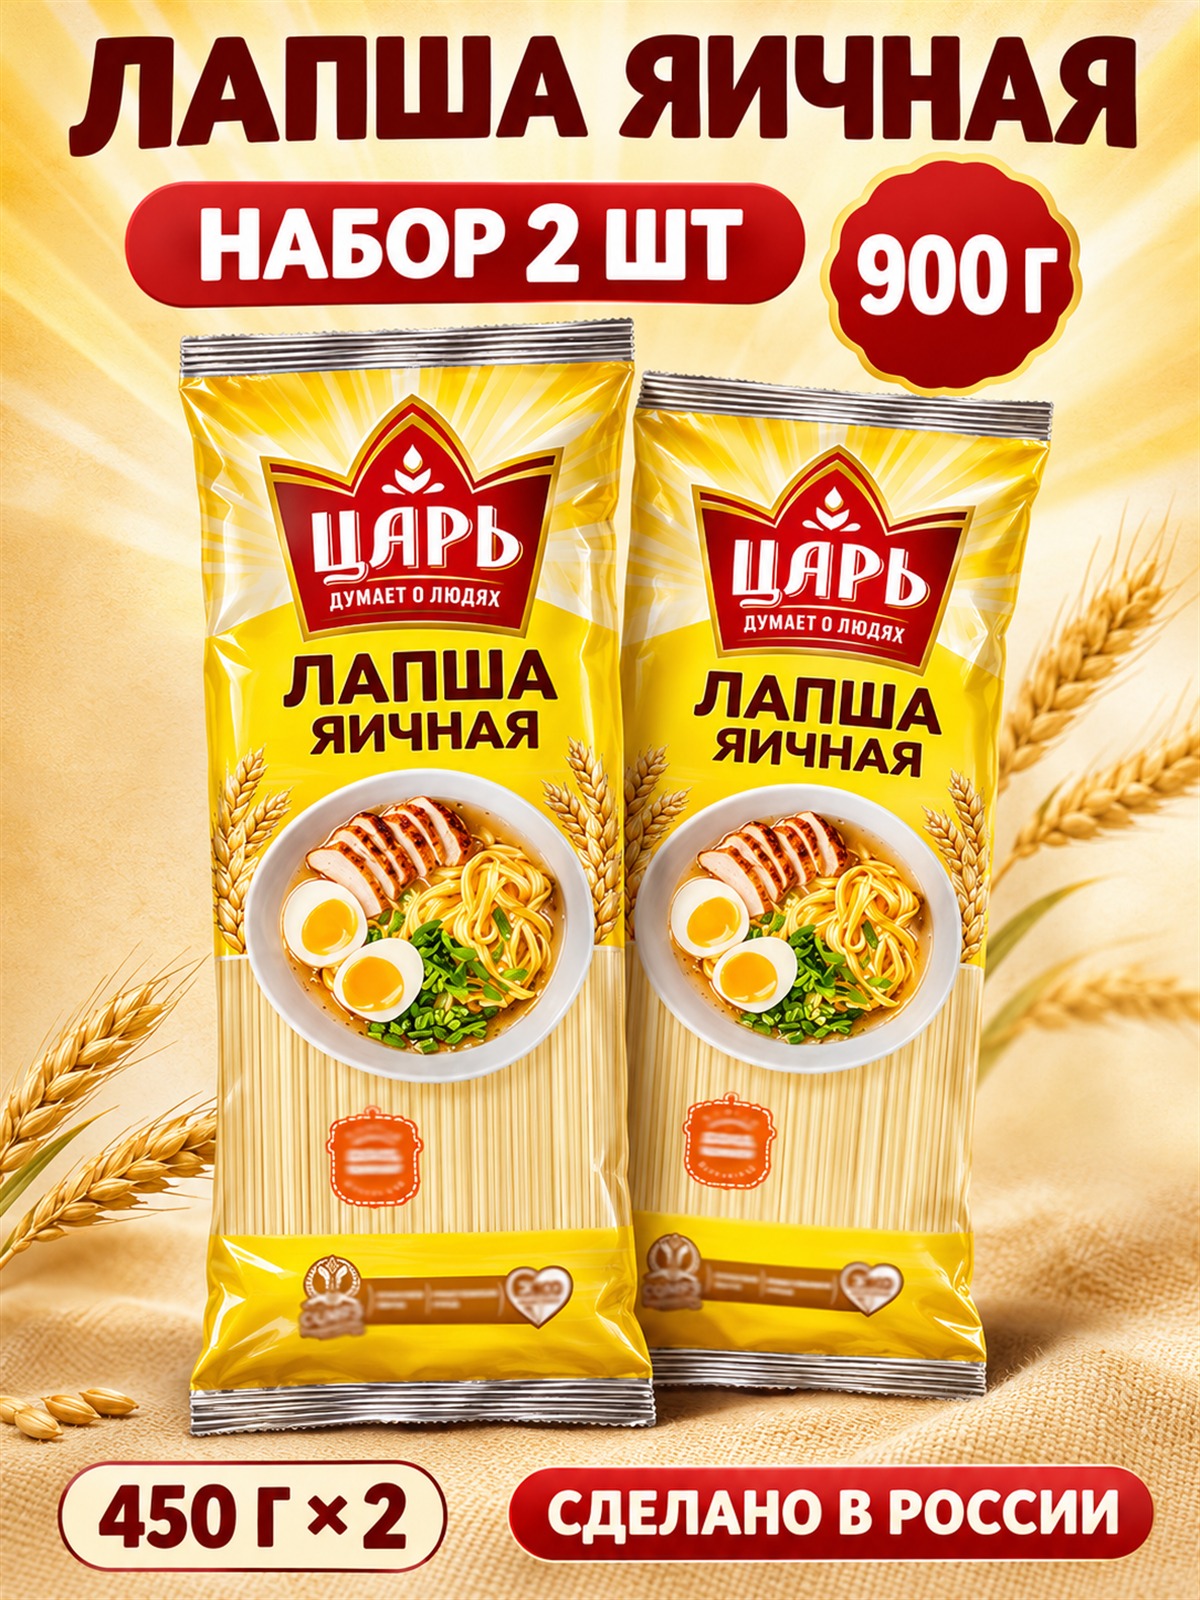 ЛАПША ЯИЧНАЯ
НАБОР 2 ШТ
900 Г
ЦАРЬ
ДУМАЕТ О ЛЮДЯХ
ЛАПША
ЯИЧНАЯ
ЦАРЬ
ДУМАЕТ О ЛЮДЯХ
ЛАПША
ЯИЧНАЯ
450 Г × 2
СДЕЛАНО В РОССИИ